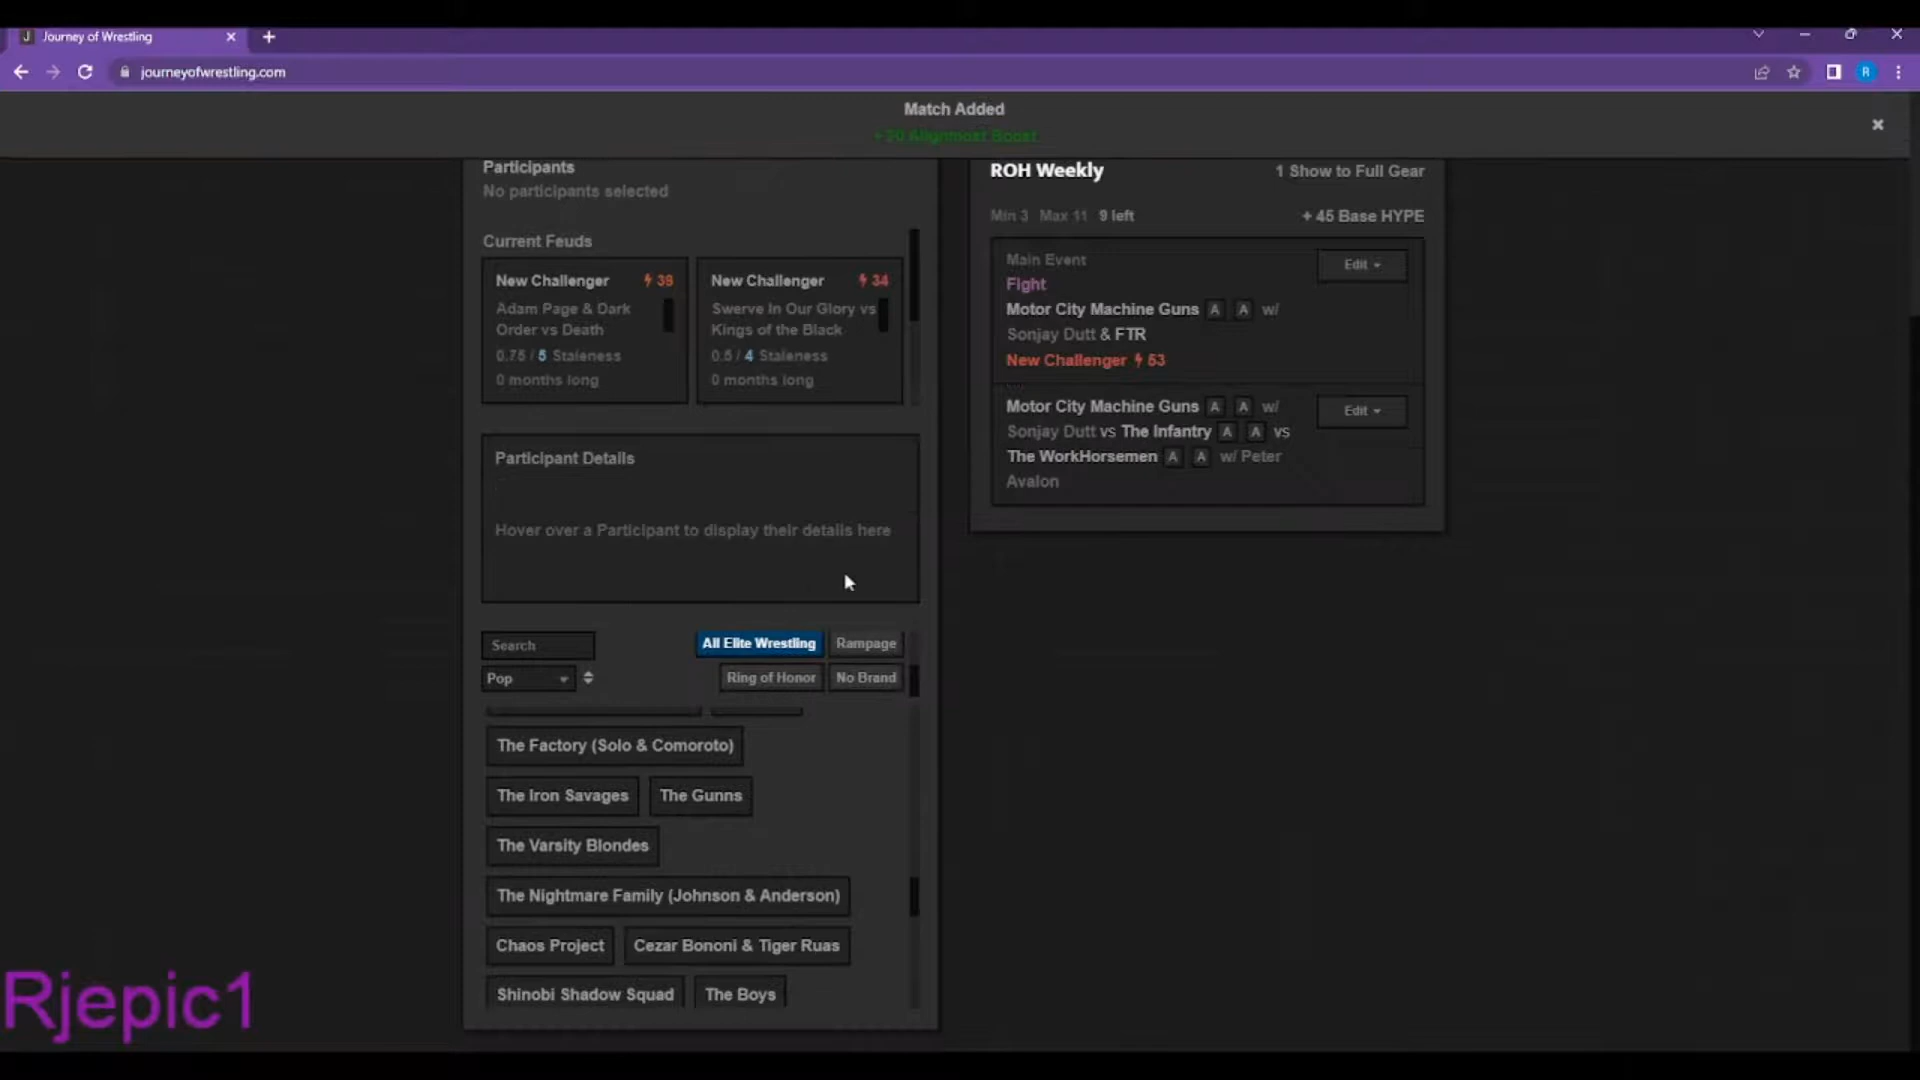 Journey of Wrestling
journeyofwrestling.com
R
Match Added
+ 30 Alignment Boost
Participants
No participants selected
Current Feuds
New Challenger 39
Adam Page & Dark
Order vs Death
0.75 / 5 Staleness
0 months long
New Challenger 34
Swerve In Our Glory vs
Kings of the Black
0.5 / 4 Staleness
0 months long
Participant Details
Hover over a Participant to display their details here
Search
All Elite Wrestling Rampage
Pop
Ring of Honor No Brand
The Factory (Solo & Comoroto)
The Iron Savages The Gunns
The Varsity Blondes
The Nightmare Family (Johnson & Anderson)
Chaos Project Cezar Bononi & Tiger Ruas
Shinobi Shadow Squad The Boys
ROH Weekly 1 Show to Full Gear
Min 3 Max 11 9 left + 45 Base HYPE
Main Event Edit
Fight
Motor City Machine Guns A A w/
Sonjay Dutt & FTR
New Challenger 53
Motor City Machine Guns A A w/ Edit
Sonjay Dutt vs The Infantry A A vs
The WorkHorsemen A A w/ Peter
Avalon
Rjepic1